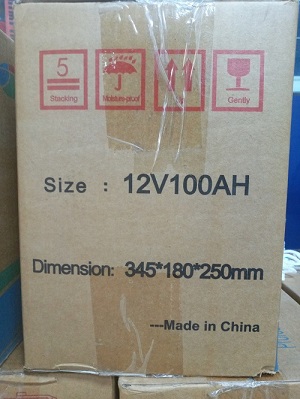 5
Stacking Moisture-proof Gently
Size : 12V100AH
Dimension: 345*180*250mm
---Made in China